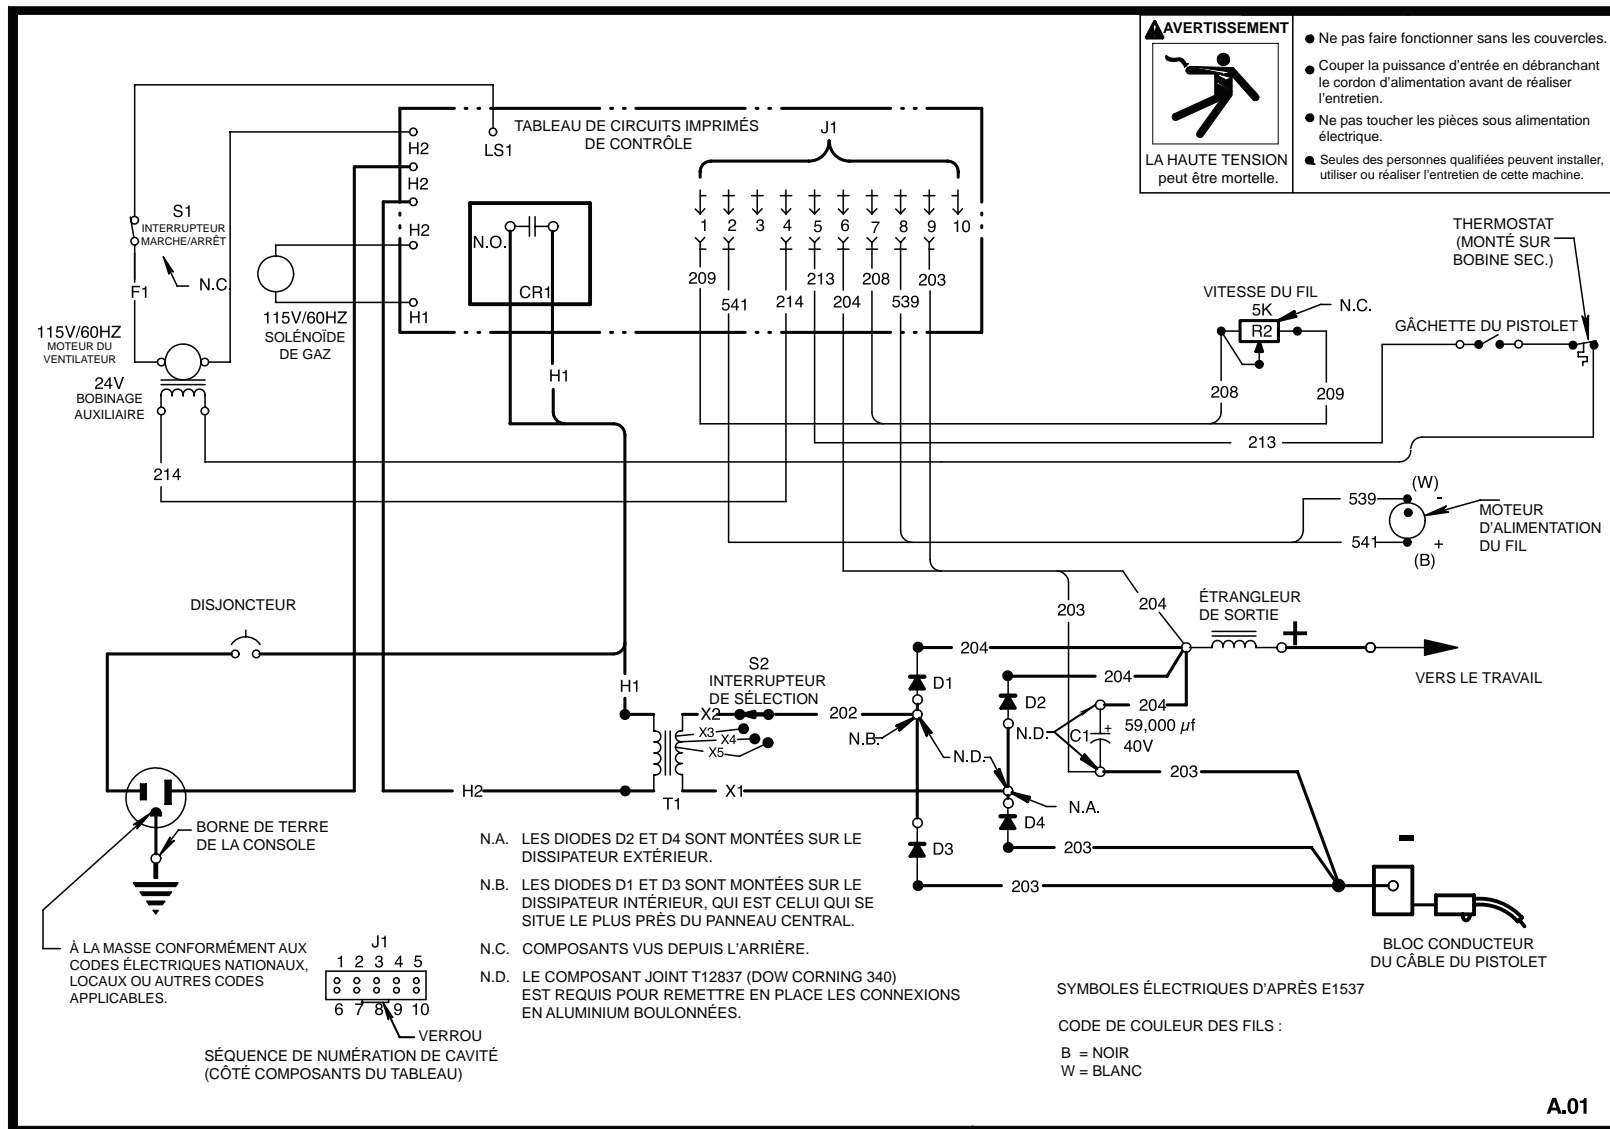 AVERTISSEMENT
LA HAUTE TENSION
peut être mortelle.
● Ne pas faire fonctionner sans les couvercles.
● Couper la puissance d'entrée en débranchant
le cordon d'alimentation avant de réaliser
l'entretien.
● Ne pas toucher les pièces sous alimentation
électrique.
● Seules des personnes qualifiées peuvent installer,
utiliser ou réaliser l'entretien de cette machine.
TABLEAU DE CIRCUITS IMPRIMÉS
DE CONTRÔLE
J1
LS1
H2
H2
H2
H1
N.O.
CR1
1 2 3 4 5 6 7 8 9 10
209
541
214
213
204
208
539
203
S1
INTERRUPTEUR
MARCHE/ARRÊT
N.C.
F1
115V/60HZ
MOTEUR DU
VENTILATEUR
24V
BOBINAGE
AUXILIAIRE
115V/60HZ
SOLÉNOÏDE
DE GAZ
H1
214
THERMOSTAT
(MONTÉ SUR
BOBINE SEC.)
VITESSE DU FIL
5K
R2
N.C.
GÂCHETTE DU PISTOLET
208
209
213
(W)
-
539
541
+
(B)
MOTEUR
D'ALIMENTATION
DU FIL
DISJONCTEUR
H1
S2
INTERRUPTEUR
DE SÉLECTION
X2
X3
X4
X5
202
H2
T1
X1
203
204
ÉTRANGLEUR
DE SORTIE
+
VERS LE TRAVAIL
204
D1
204
D2
204
N.B.
N.D.
N.D.
C1
±
59,000 µf
40V
203
N.A.
D4
D3
203
203
-
BLOC CONDUCTEUR
DU CÂBLE DU PISTOLET
BORNE DE TERRE
DE LA CONSOLE
À LA MASSE CONFORMÉMENT AUX
CODES ÉLECTRIQUES NATIONAUX,
LOCAUX OU AUTRES CODES
APPLICABLES.
J1
1 2 3 4 5
6 7 8 9 10
VERROU
SÉQUENCE DE NUMÉRATION DE CAVITÉ
(CÔTÉ COMPOSANTS DU TABLEAU)
N.A. LES DIODES D2 ET D4 SONT MONTÉES SUR LE
DISSIPATEUR EXTÉRIEUR.
N.B. LES DIODES D1 ET D3 SONT MONTÉES SUR LE
DISSIPATEUR INTÉRIEUR, QUI EST CELUI QUI SE
SITUE LE PLUS PRÈS DU PANNEAU CENTRAL.
N.C. COMPOSANTS VUS DEPUIS L'ARRIÈRE.
N.D. LE COMPOSANT JOINT T12837 (DOW CORNING 340)
EST REQUIS POUR REMETTRE EN PLACE LES CONNEXIONS
EN ALUMINIUM BOULONNÉES.
SYMBOLES ÉLECTRIQUES D'APRÈS E1537
CODE DE COULEUR DES FILS :
B = NOIR
W = BLANC
A.01